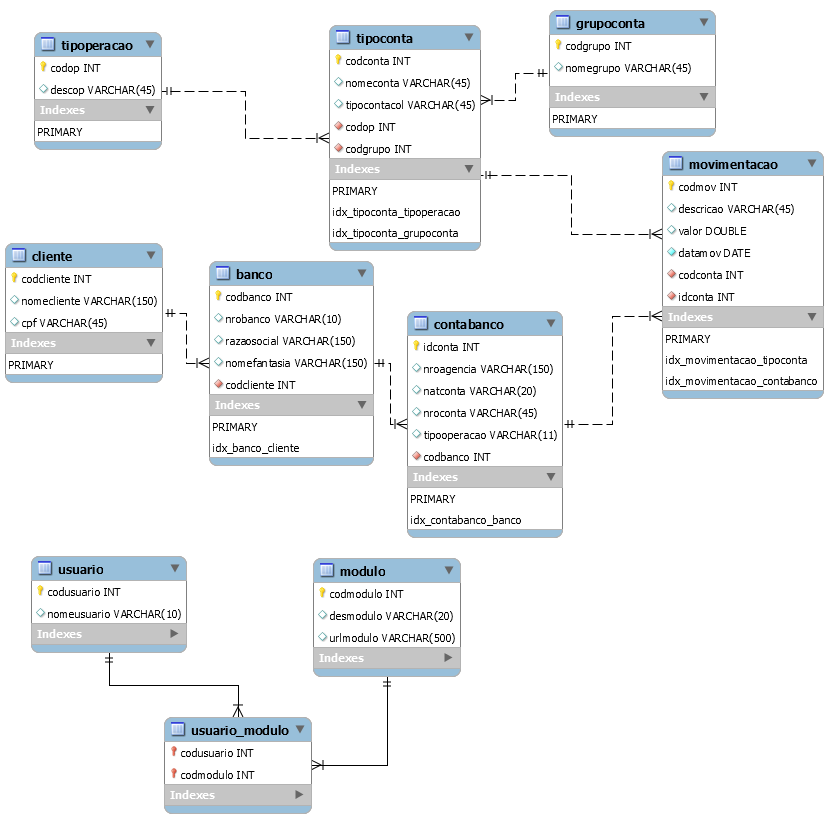 tipoperacao
codop INT
descop VARCHAR(45)
Indexes
PRIMARY
tipoconta
codconta INT
nomeconta VARCHAR(45)
tipocontacol VARCHAR(45)
codop INT
codgrupo INT
Indexes
PRIMARY
idx_tipoconta_tipoperacao
idx_tipoconta_grupoconta
grupoconta
codgrupo INT
nomegrupo VARCHAR(45)
Indexes
PRIMARY
movimentacao
codmov INT
descricao VARCHAR(45)
valor DOUBLE
datamov DATE
codconta INT
idconta INT
Indexes
PRIMARY
idx_movimentacao_tipoconta
idx_movimentacao_contabanco
cliente
codcliente INT
nomecliente VARCHAR(150)
cpf VARCHAR(45)
Indexes
PRIMARY
banco
codbanco INT
nrobanco VARCHAR(10)
razaosocial VARCHAR(150)
nomefantasia VARCHAR(150)
codcliente INT
Indexes
PRIMARY
idx_banco_cliente
contabanco
idconta INT
nroagencia VARCHAR(150)
natconta VARCHAR(20)
nroconta VARCHAR(45)
tipooperacao VARCHAR(11)
codbanco INT
Indexes
PRIMARY
idx_contabanco_banco
usuario
codusuario INT
nomeusuario VARCHAR(10)
Indexes
modulo
codmodulo INT
desmodulo VARCHAR(20)
urlmodulo VARCHAR(500)
Indexes
usuario_modulo
codusuario INT
codmodulo INT
Indexes